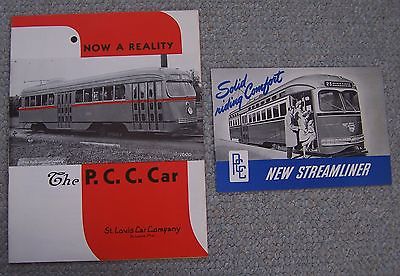 NOW A REALITY
The P.C.C. Car
St. Louis Car Company
Solid
riding Comfort
PCC
NEW STREAMLINER